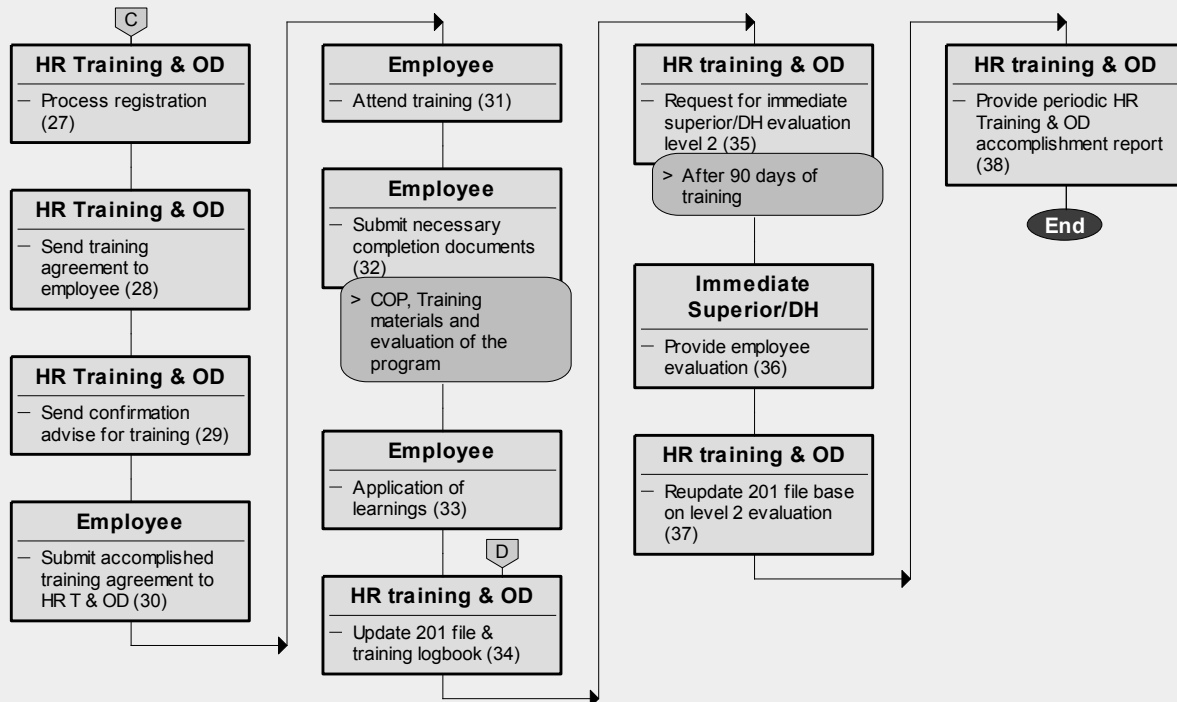 C
HR Training & OD
— Process registration
(27)
HR Training & OD
— Send training
agreement to
employee (28)
HR Training & OD
— Send confirmation
advise for training (29)
Employee
— Submit accomplished
training agreement to
HR T & OD (30)
Employee
— Attend training (31)
Employee
— Submit necessary
completion documents
(32)
> COP, Training
materials and
evaluation of the
program
Employee
— Application of
learnings (33)
D
HR training & OD
— Update 201 file &
training logbook (34)
HR training & OD
— Request for immediate
superior/DH evaluation
level 2 (35)
> After 90 days of
training
Immediate
Superior/DH
— Provide employee
evaluation (36)
HR training & OD
— Reupdate 201 file base
on level 2 evaluation
(37)
HR training & OD
— Provide periodic HR
Training & OD
accomplishment report
(38)
End